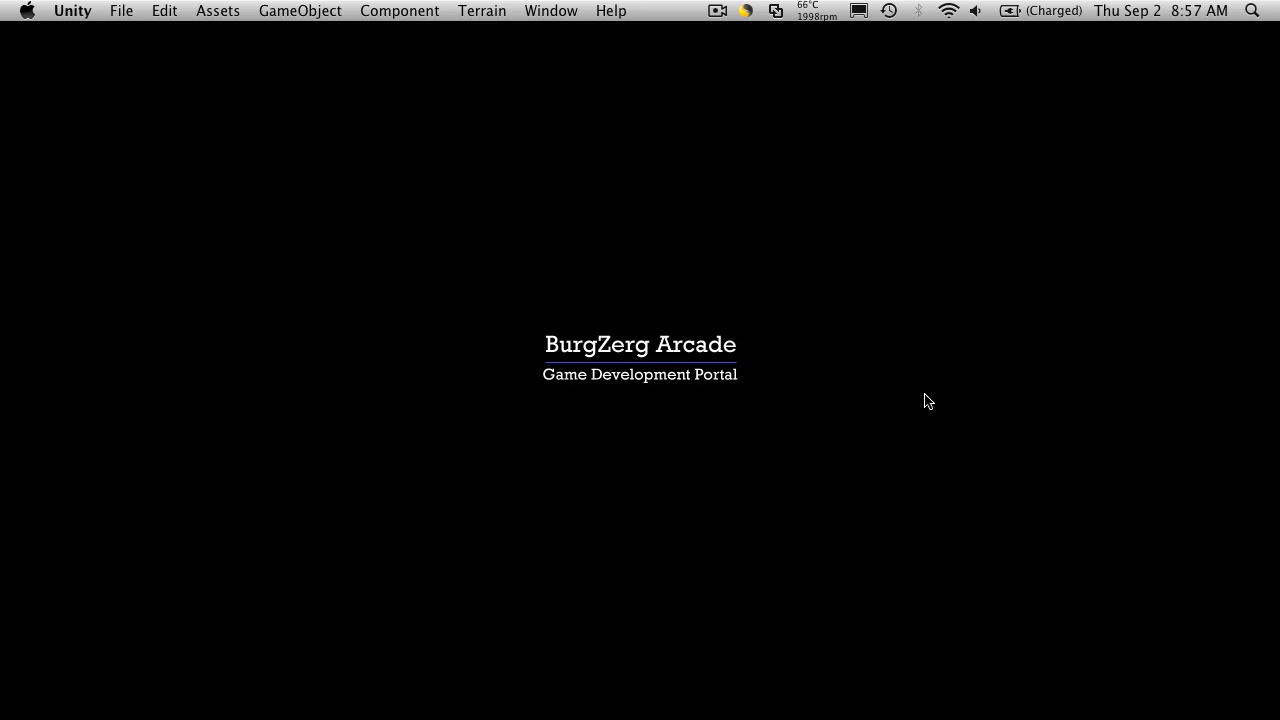 Unity File Edit Assets GameObject Component Terrain Window Help 66°C (Charged) Thu Sep 2 8:57 AM
1998rpm
BurgZerg Arcade
Game Development Portal